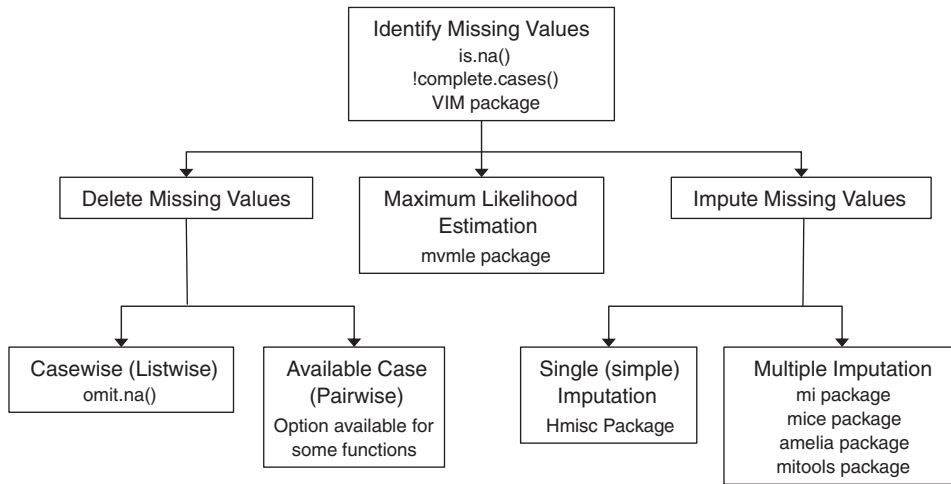 Identify Missing Values
is.na()
!complete.cases()
VIM package
Delete Missing Values
Maximum Likelihood
Estimation
mvmle package
Impute Missing Values
Casewise (Listwise)
omit.na()
Available Case
(Pairwise)
Option available for
some functions
Single (simple)
Imputation
Hmisc Package
Multiple Imputation
mi package
mice package
amelia package
mitools package